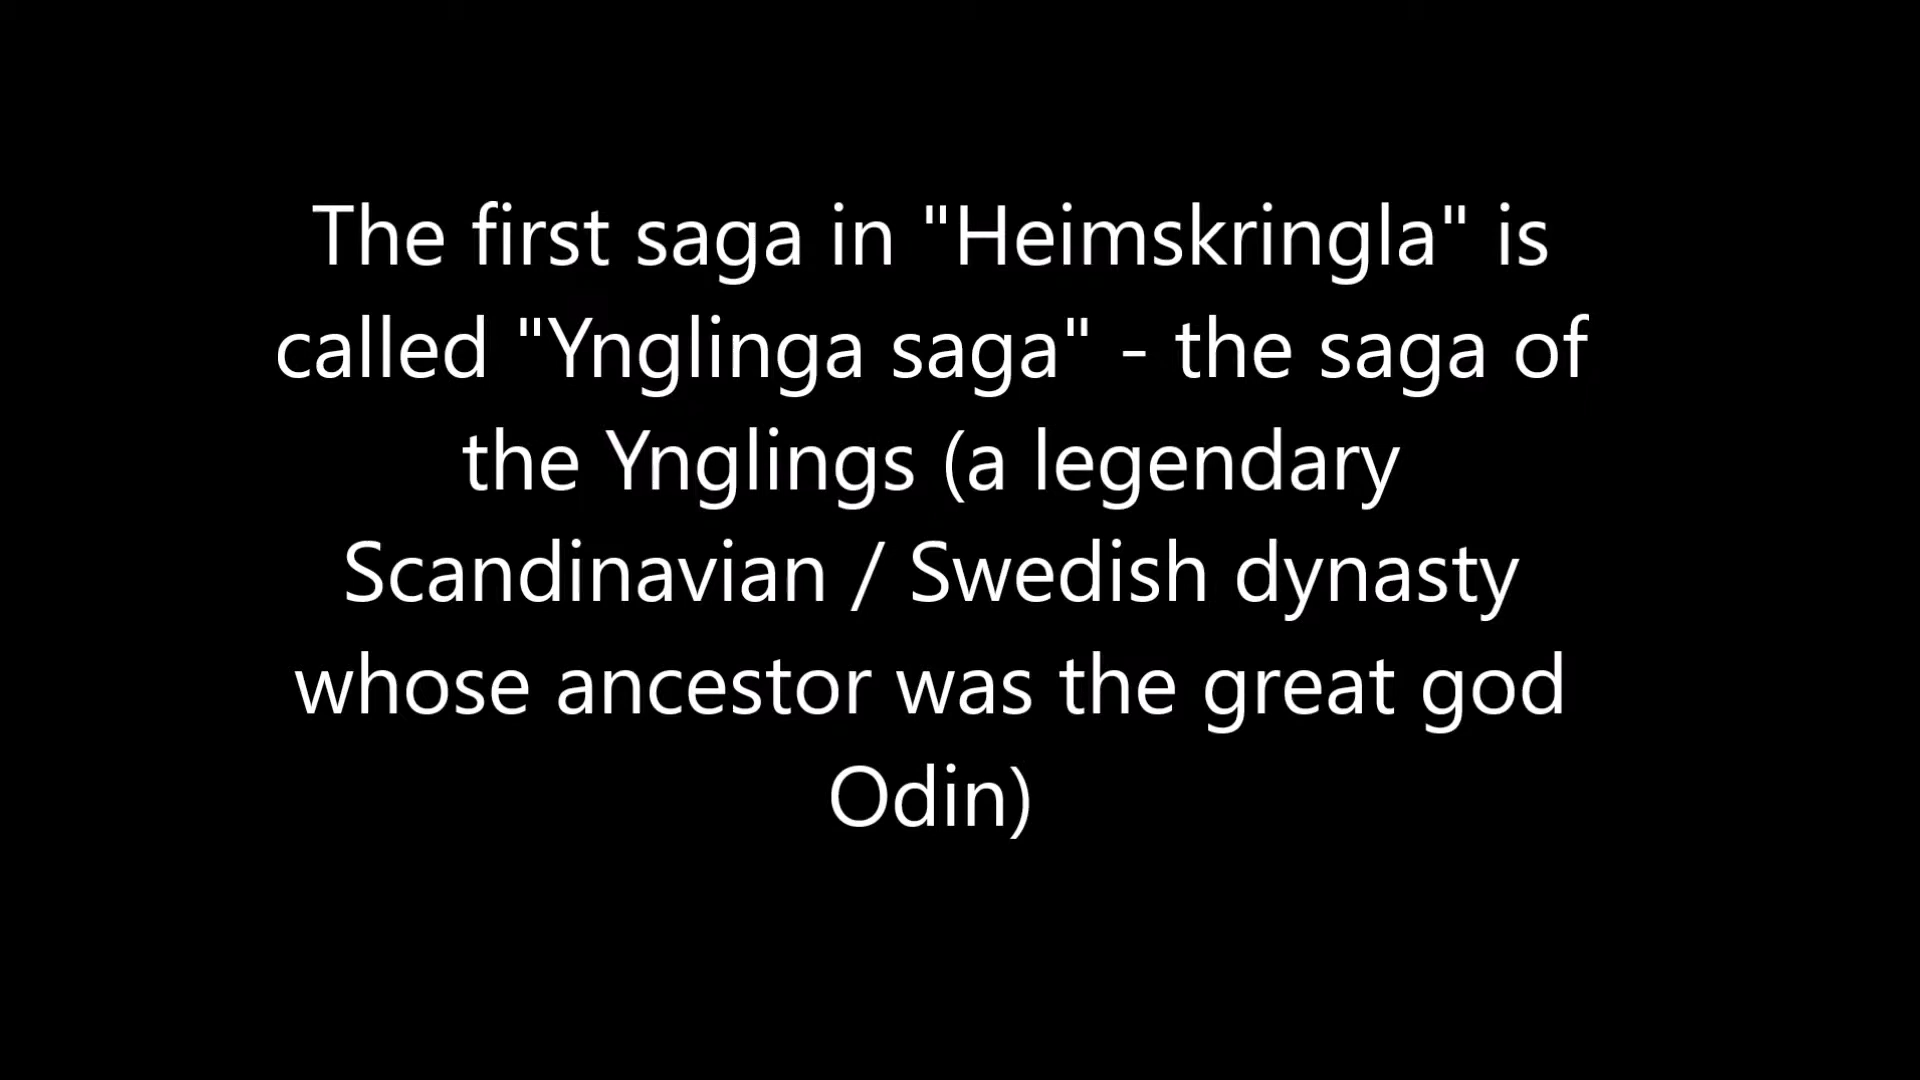 The first saga in "Heimskringla" is
called "Ynglinga saga" - the saga of
the Ynglings (a legendary
Scandinavian / Swedish dynasty
whose ancestor was the great god
Odin)